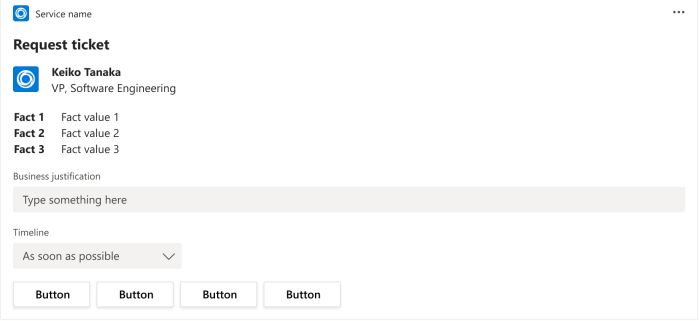 Service name
Request ticket
Keiko Tanaka
VP, Software Engineering
Fact 1 Fact value 1
Fact 2 Fact value 2
Fact 3 Fact value 3
Business justification
Type something here
Timeline
As soon as possible
Button Button Button Button